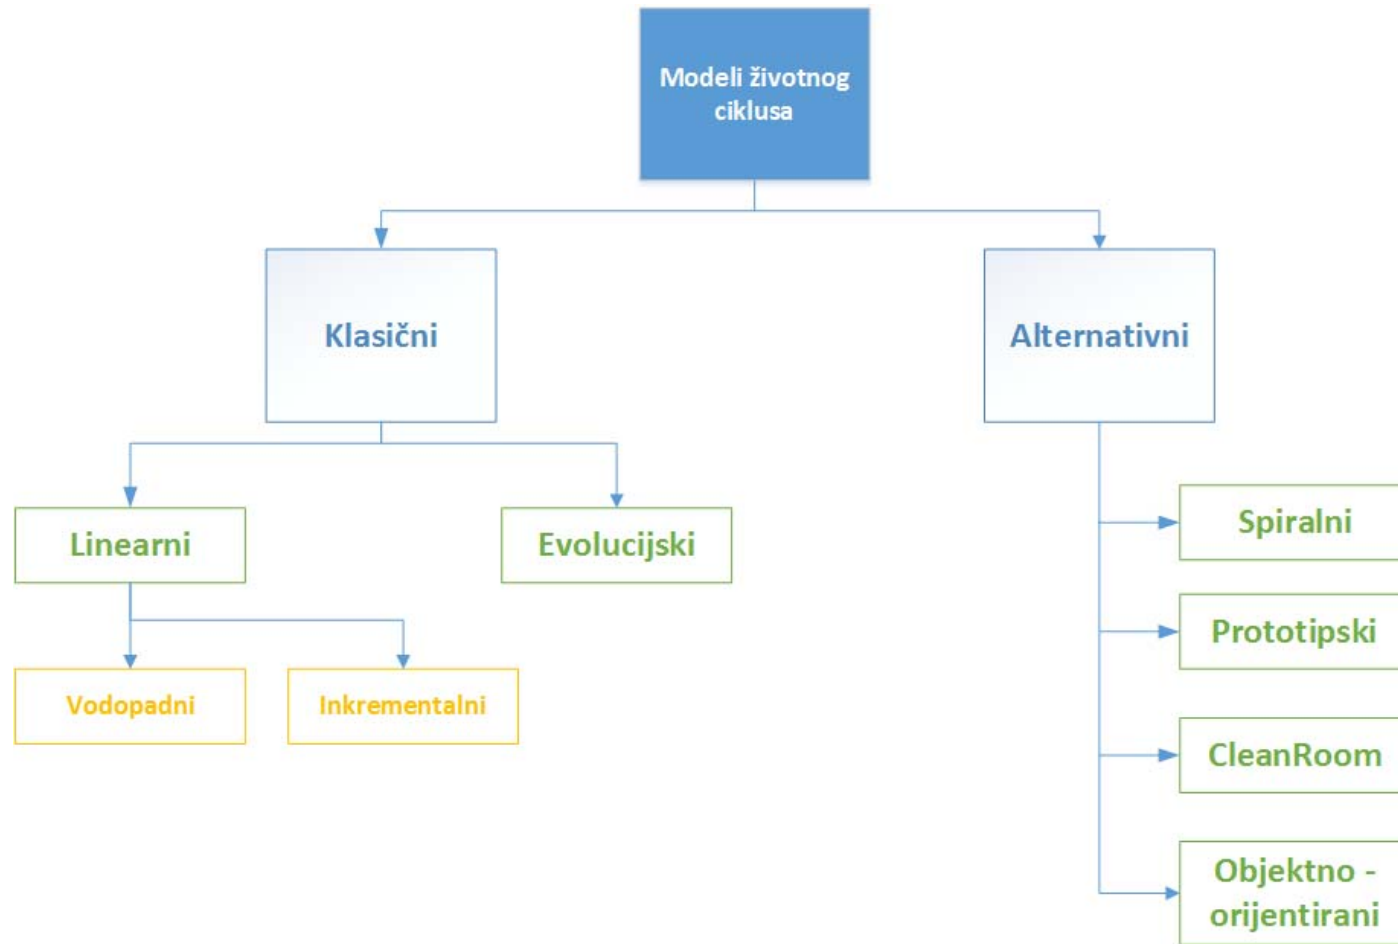 Modeli životnog
ciklusa
Klasični
Alternativni
Linearni
Evolucijski
Spiralni
Prototipski
Vodopadni
Inkrementalni
CleanRoom
Objektno -
orijentirani